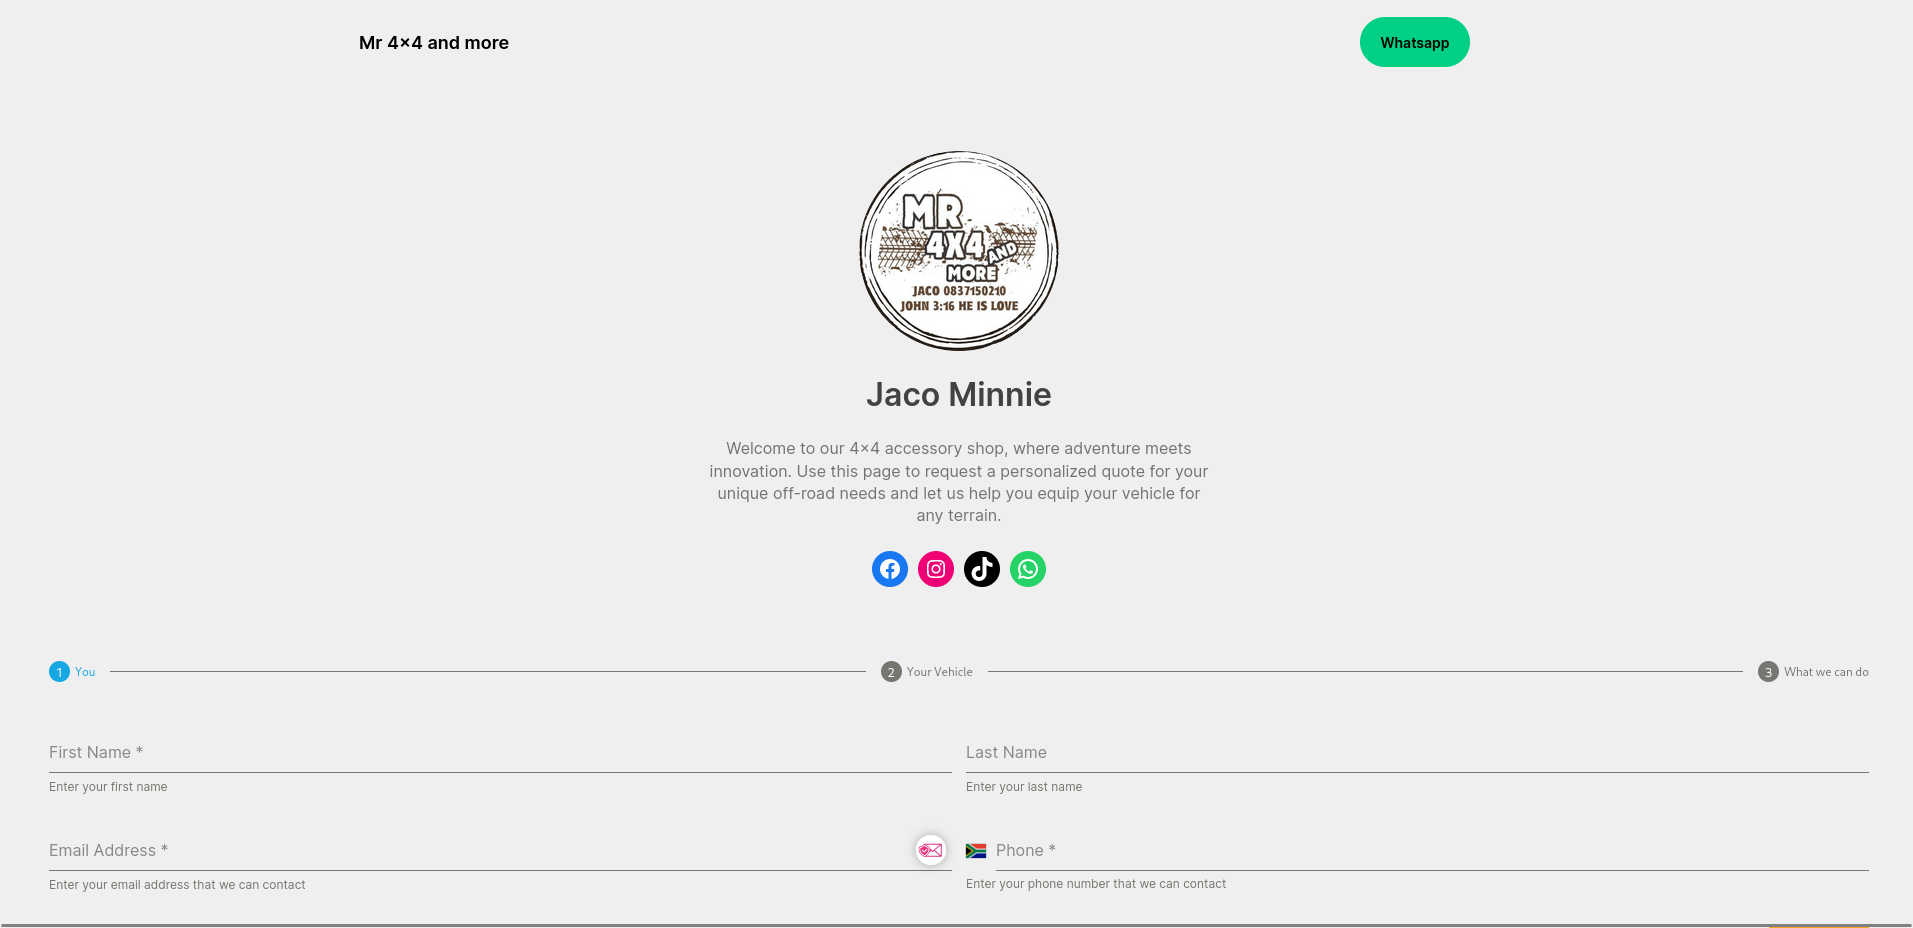 Mr 4×4 and more
Whatsapp
MR
4X4 AND
MORE
JACO 0837150210
JOHN 3:16 HE IS LOVE
Jaco Minnie
Welcome to our 4×4 accessory shop, where adventure meets
innovation. Use this page to request a personalized quote for your
unique off-road needs and let us help you equip your vehicle for
any terrain.
1 You
2 Your Vehicle
3 What we can do
First Name *
Last Name
Enter your first name
Enter your last name
Email Address *
Phone *
Enter your email address that we can contact
Enter your phone number that we can contact